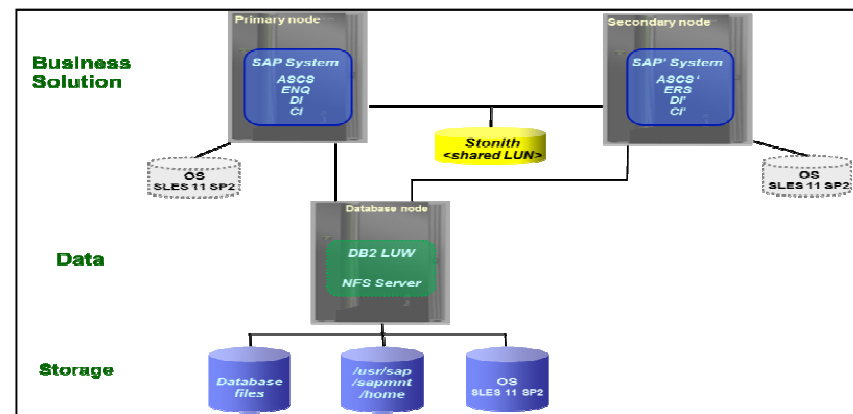 Primary node
Secondary node
Business
Solution
SAP System
ASCS
ENQ
DI
CI
SAP' System
ASCS '
ERS
DI'
CI'
Stonith
<shared LUN>
OS
SLES 11 SP2
OS
SLES 11 SP2
Database node
Data
DB2 LUW
NFS Server
Storage
Database
files
/usr/sap
/sapmnt
/home
OS
SLES 11 SP2